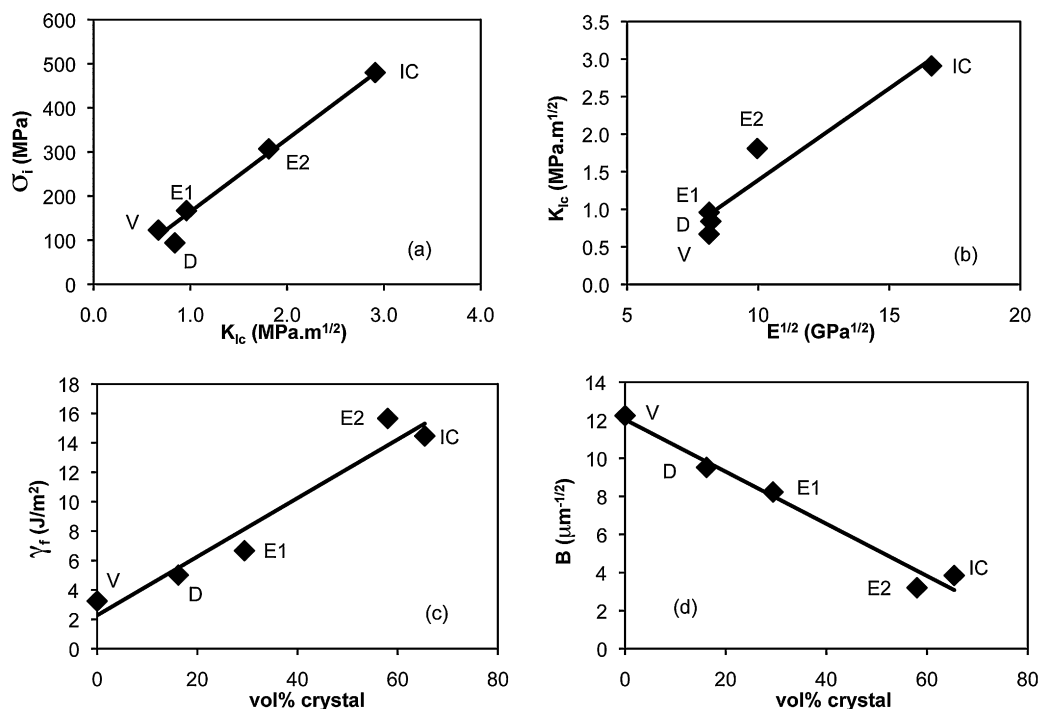 600
500
400
300
200
100
0
σi (MPa)
IC
E2
E1
V
D
(a)
0.0 1.0 2.0 3.0 4.0
KIc (MPa.m1/2)
3.5
3.0
2.5
2.0
1.5
1.0
0.5
0.0
KIc (MPa.m1/2)
IC
E2
E1
D
V
(b)
5 10 15 20
E1/2 (GPa1/2)
18
16
14
12
10
8
6
4
2
0
γf (J/m2)
E2
IC
E1
V
D
(c)
0 20 40 60 80
vol% crystal
14
12
10
8
6
4
2
0
B (μm-1/2)
V
D
E1
IC
E2
(d)
0 20 40 60 80
vol% crystal